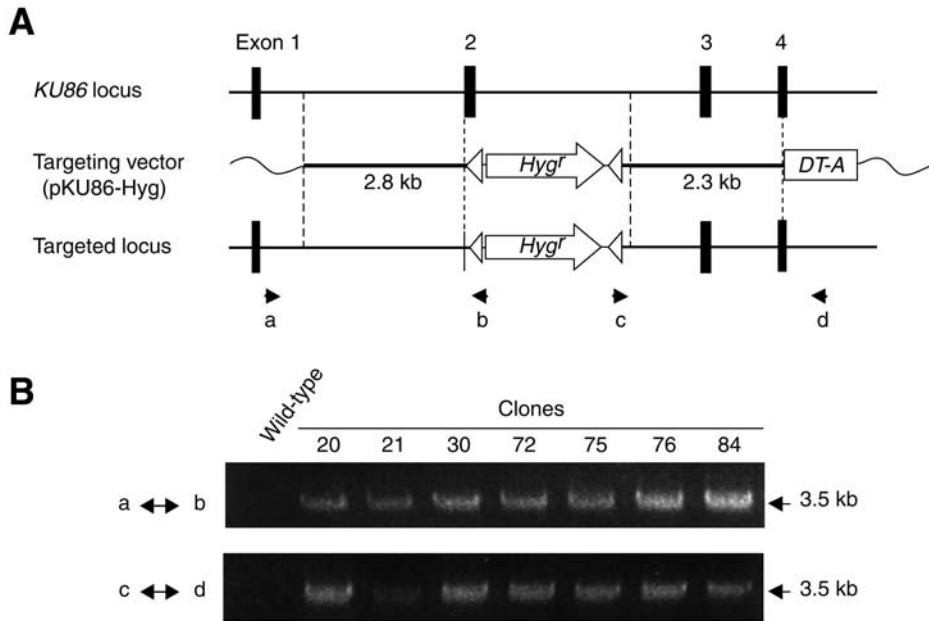 A
Exon 1 2 3 4
KU86 locus
Targeting vector
(pKU86-Hyg)
Hygr
DT-A
2.8 kb 2.3 kb
Targeted locus
Hygr
a b c d
B
Wild-type
Clones
20 21 30 72 75 76 84
a b 3.5 kb
c d 3.5 kb